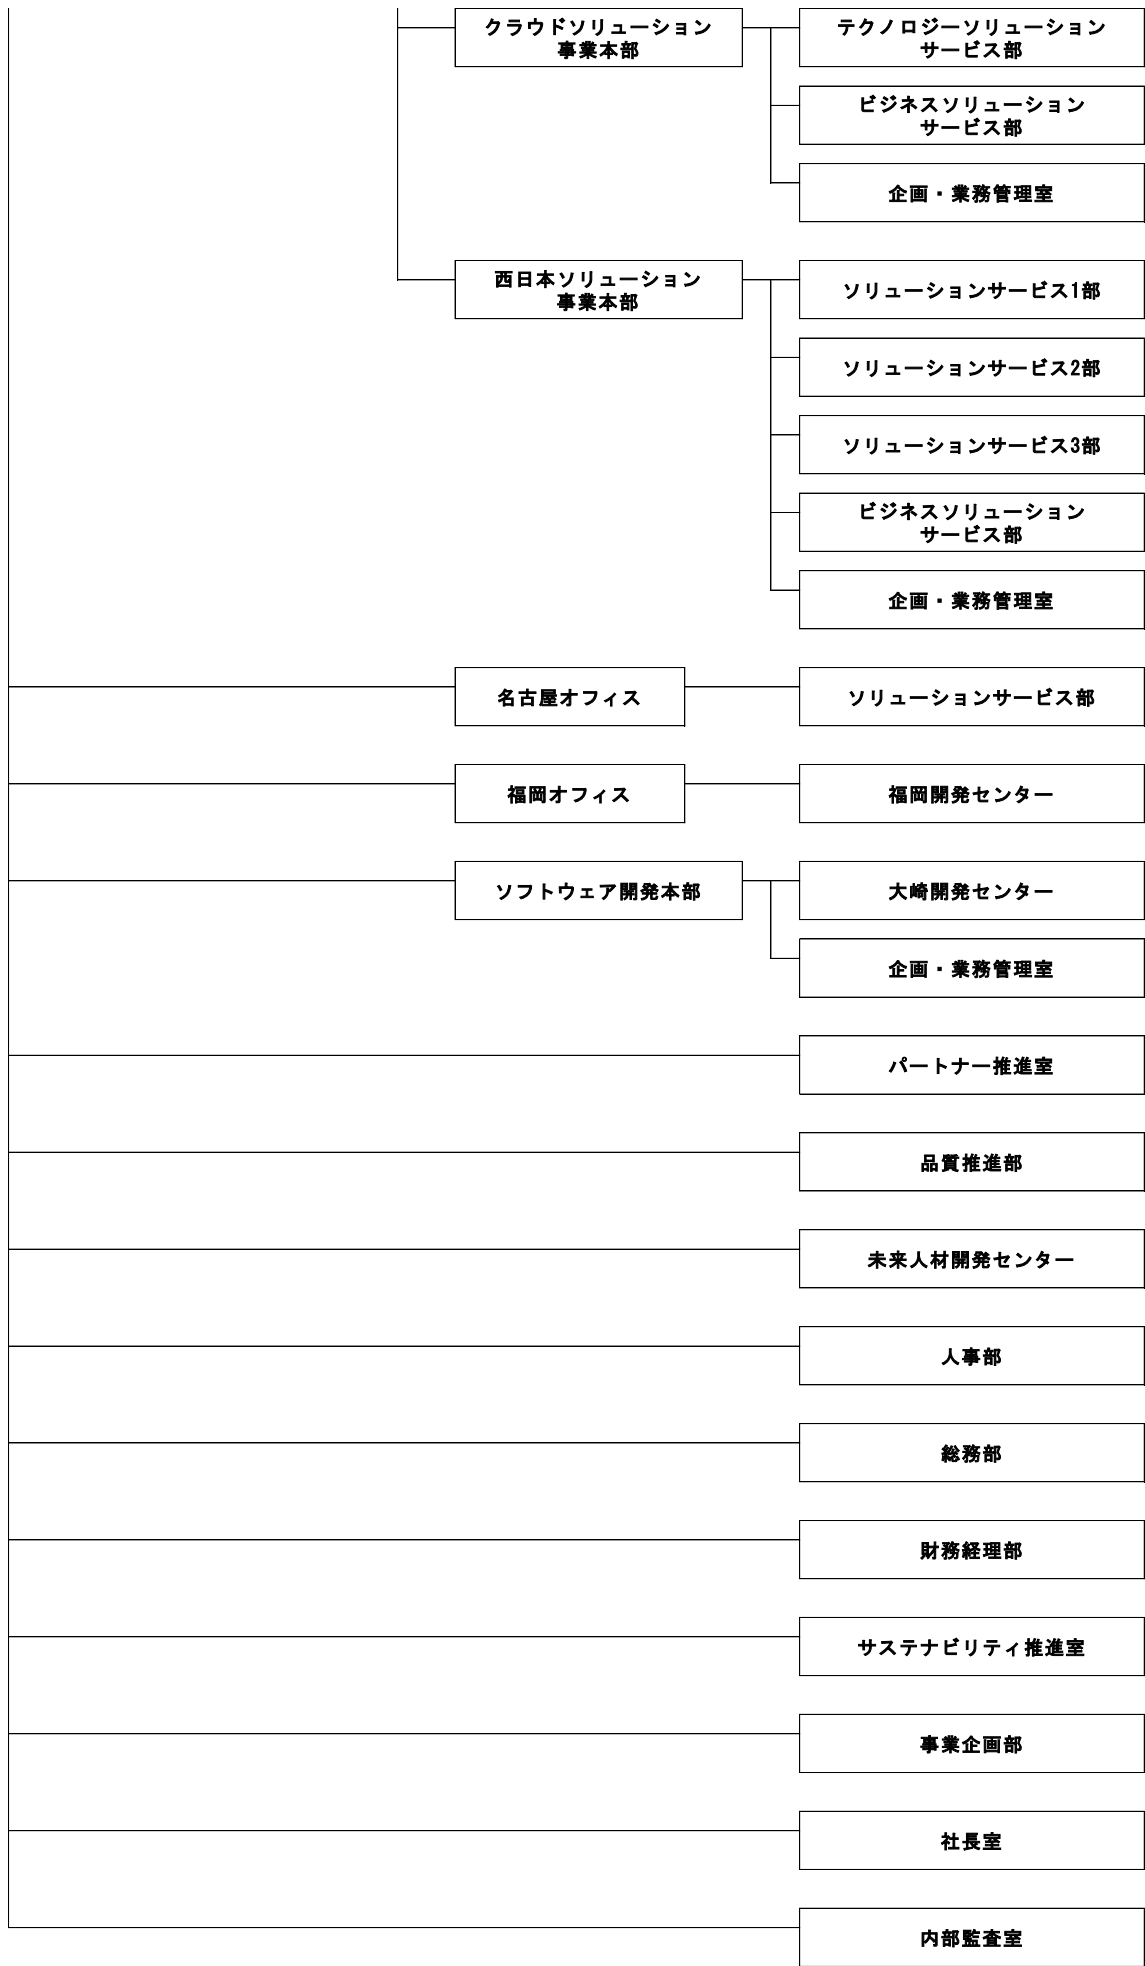 クラウドソリューション
事業本部
テクノロジーソリューション
サービス部
ビジネスソリューション
サービス部
企画・業務管理室
西日本ソリューション
事業本部
ソリューションサービス1部
ソリューションサービス2部
ソリューションサービス3部
ビジネスソリューション
サービス部
企画・業務管理室
名古屋オフィス
ソリューションサービス部
福岡オフィス
福岡開発センター
ソフトウェア開発本部
大崎開発センター
企画・業務管理室
パートナー推進室
品質推進部
未来人材開発センター
人事部
総務部
財務経理部
サステナビリティ推進室
事業企画部
社長室
内部監査室